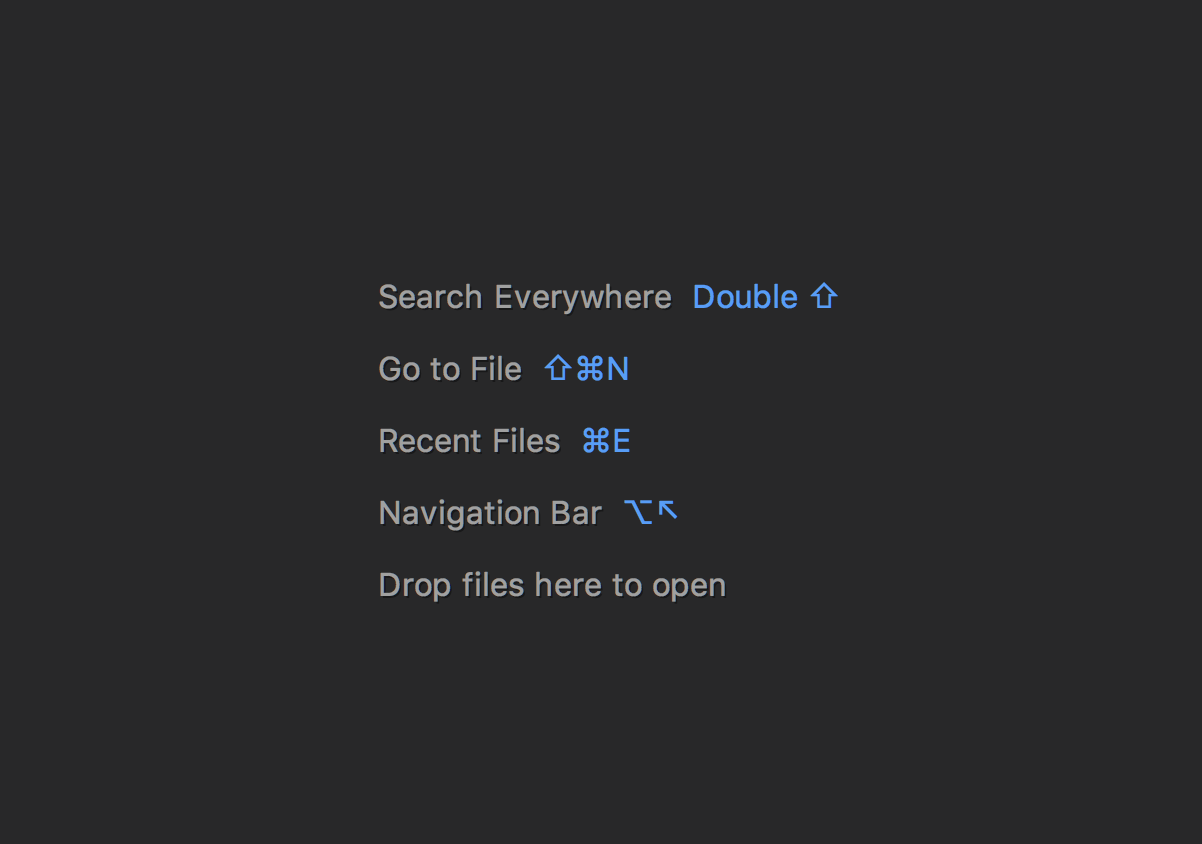 Search Everywhere Double ⇧
Go to File ⇧⌘N
Recent Files ⌘E
Navigation Bar ⌥↖
Drop files here to open